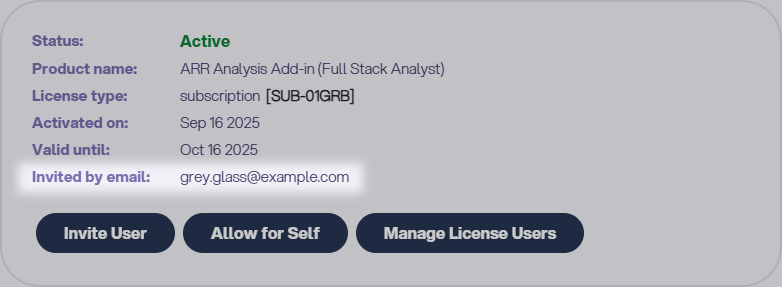 Status: Active
Product name: ARR Analysis Add-in (Full Stack Analyst)
License type: subscription [SUB-01GRB]
Activated on: Sep 16 2025
Valid until: Oct 16 2025
Invited by email: grey.glass@example.com
Invite User Allow for Self Manage License Users